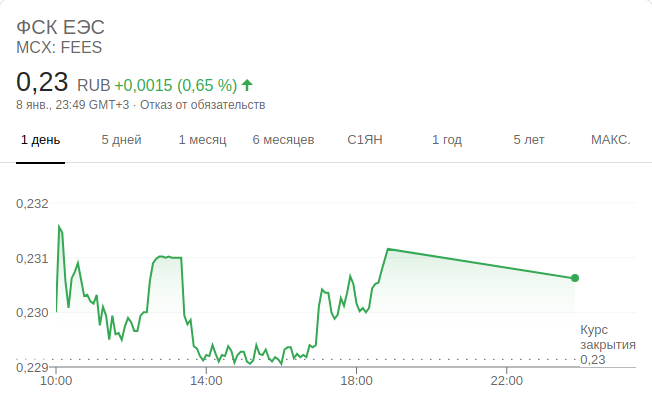 ФСК ЕЭС
MCX: FEES
0,23 RUB +0,0015 (0,65 %)
8 янв., 23:49 GMT+3 · Отказ от обязательств
1 день 5 дней 1 месяц 6 месяцев С1ЯН 1 год 5 лет МАКС.
0,232
0,231
0,230
0,229
Курс
закрытия
0,23
10:00 14:00 18:00 22:00